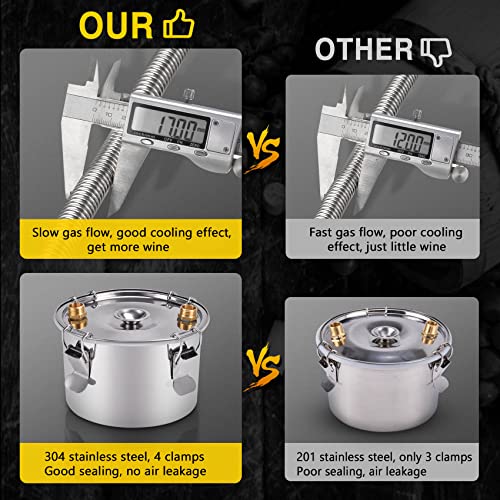 OUR
OTHER
17.00
12.00
VS
Slow gas flow, good cooling effect,
get more wine
Fast gas flow, poor cooling
effect, just little wine
VS
304 stainless steel, 4 clamps
Good sealing, no air leakage
201 stainless steel, only 3 clamps
Poor sealing, air leakage